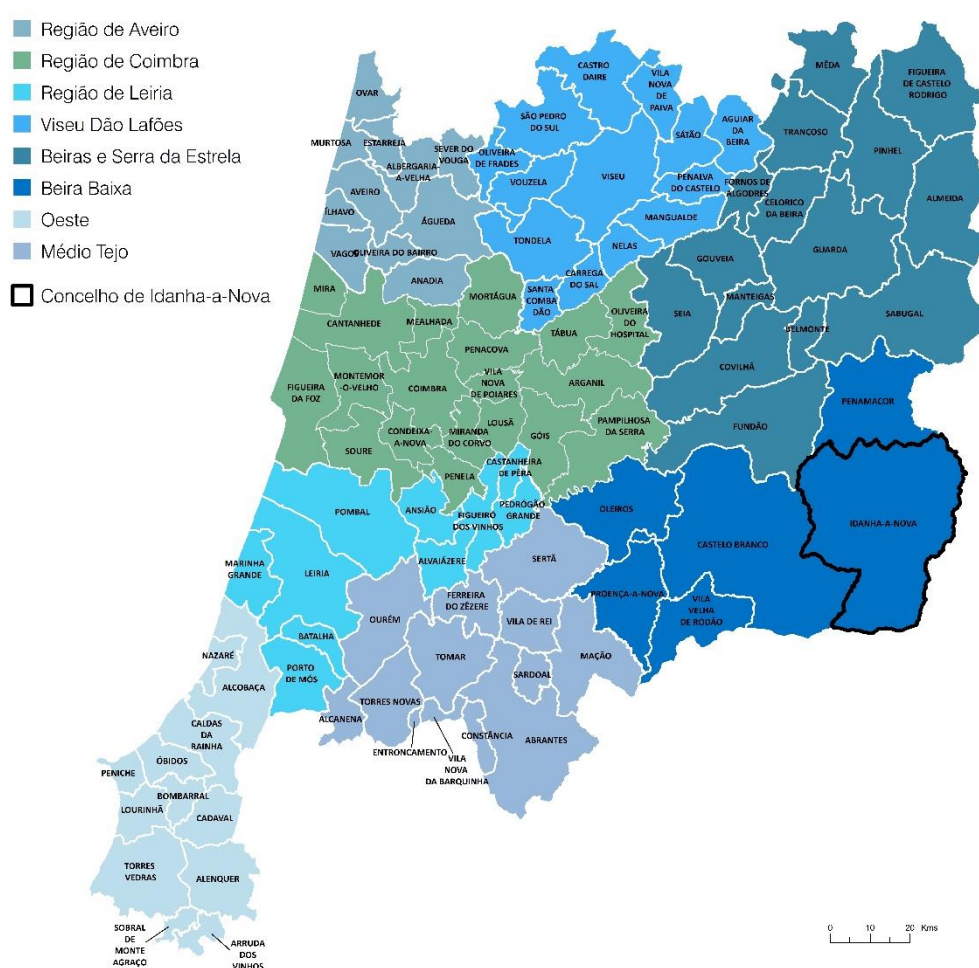 Região de Aveiro
Região de Coimbra
Região de Leiria
Viseu Dão Lafões
Beiras e Serra da Estrela
Beira Baixa
Oeste
Médio Tejo
Concelho de Idanha-a-Nova
OVAR
MURTOSA
ESTARREJA
SEVER DO
VOUGA
ALBERGARIA-
A-VELHA
AVEIRO
ÍLHAVO
ÁGUEDA
VAGOS
OLIVEIRA DO BAIRRO
ANADIA
CASTRO
DAIRE
VILA
NOVA
DE
PAIVA
SÃO PEDRO
DO SUL
SÁTÃO
AGUIAR
DA
BEIRA
OLIVEIRA
DE FRADES
VOUZELA
VISEU
PENALVA
DO CASTELO
MANGUALDE
TONDELA
NELAS
CARREGA
DO SAL
SANTA
COMBA
DÃO
MÊDA
FIGUEIRA
DE CASTELO
RODRIGO
TRANCOSO
PINHEL
FORNOS DE
ALGODRES
CELORICO
DA BEIRA
ALMEIDA
GUARDA
GOUVEIA
MANTEIGAS
SEIA
BELMONTE
SABUGAL
COVILHÃ
FUNDÃO
MIRA
CANTANHEDE
MEALHADA
MORTÁGUA
TÁBUA
OLIVEIRA
DO
HOSPITAL
PENACOVA
FIGUEIRA
DA FOZ
MONTEMOR
-O-VELHO
COIMBRA
VILA
NOVA
DE POIARES
ARGANIL
LOUSÃ
CONDEIXA
-A-NOVA
MIRANDA
DO CORVO
GÓIS
PAMPILHOSA
DA SERRA
SOURE
PENELA
CASTANHEIRA
DE PÊRA
POMBAL
ANSIÃO
FIGUEIRÓ
DOS VINHOS
PEDRÓGÃO
GRANDE
ALVAIÁZERE
MARINHA
GRANDE
LEIRIA
BATALHA
PORTO
DE MÓS
PENAMACOR
IDANHA-A-NOVA
OLEIROS
CASTELO BRANCO
PROENÇA-A-NOVA
VILA
VELHA
DE RODÃO
SERTÃ
FERREIRA
DO ZÊZERE
OURÉM
VILA DE REI
TOMAR
MAÇÃO
SARDOAL
TORRES NOVAS
ALCANENA
ENTRONCAMENTO
VILA
NOVA
DA BARQUINHA
CONSTÂNCIA
ABRANTES
NAZARÉ
ALCOBAÇA
CALDAS
DA
RAINHA
ÓBIDOS
PENICHE
BOMBARRAL
LOURINHÃ
CADAVAL
TORRES
VEDRAS
ALENQUER
SOBRAL
DE
MONTE
AGRAÇO
ARRUDA
DOS
VINHOS
0 10 20 Kms